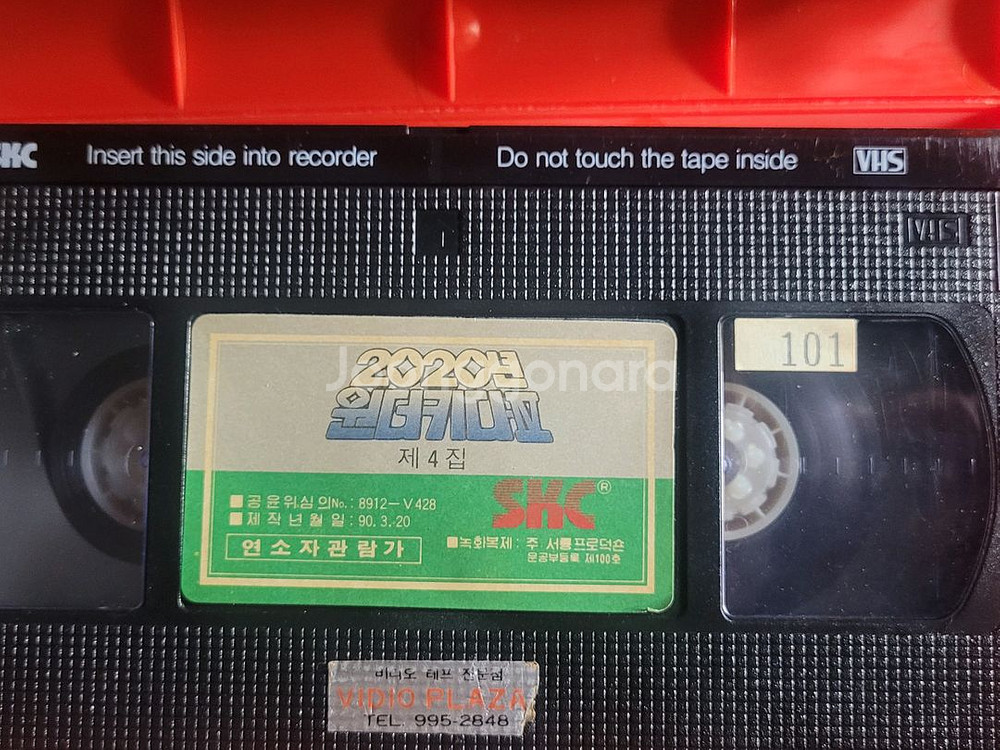 SKC Insert this side into recorder Do not touch the tape inside VHS
VHS
101
2020년
원더키디
제 4 집
■공윤위심의No.: 8912-V428
■제작년월일: 90. 3. 20
연소자관람가
SKC®
■녹화복제: 주. 서륭프로덕숀
문공부등록 제100호
비디오 테프 전문점
VIDIO PLAZA
TEL. 995-2848